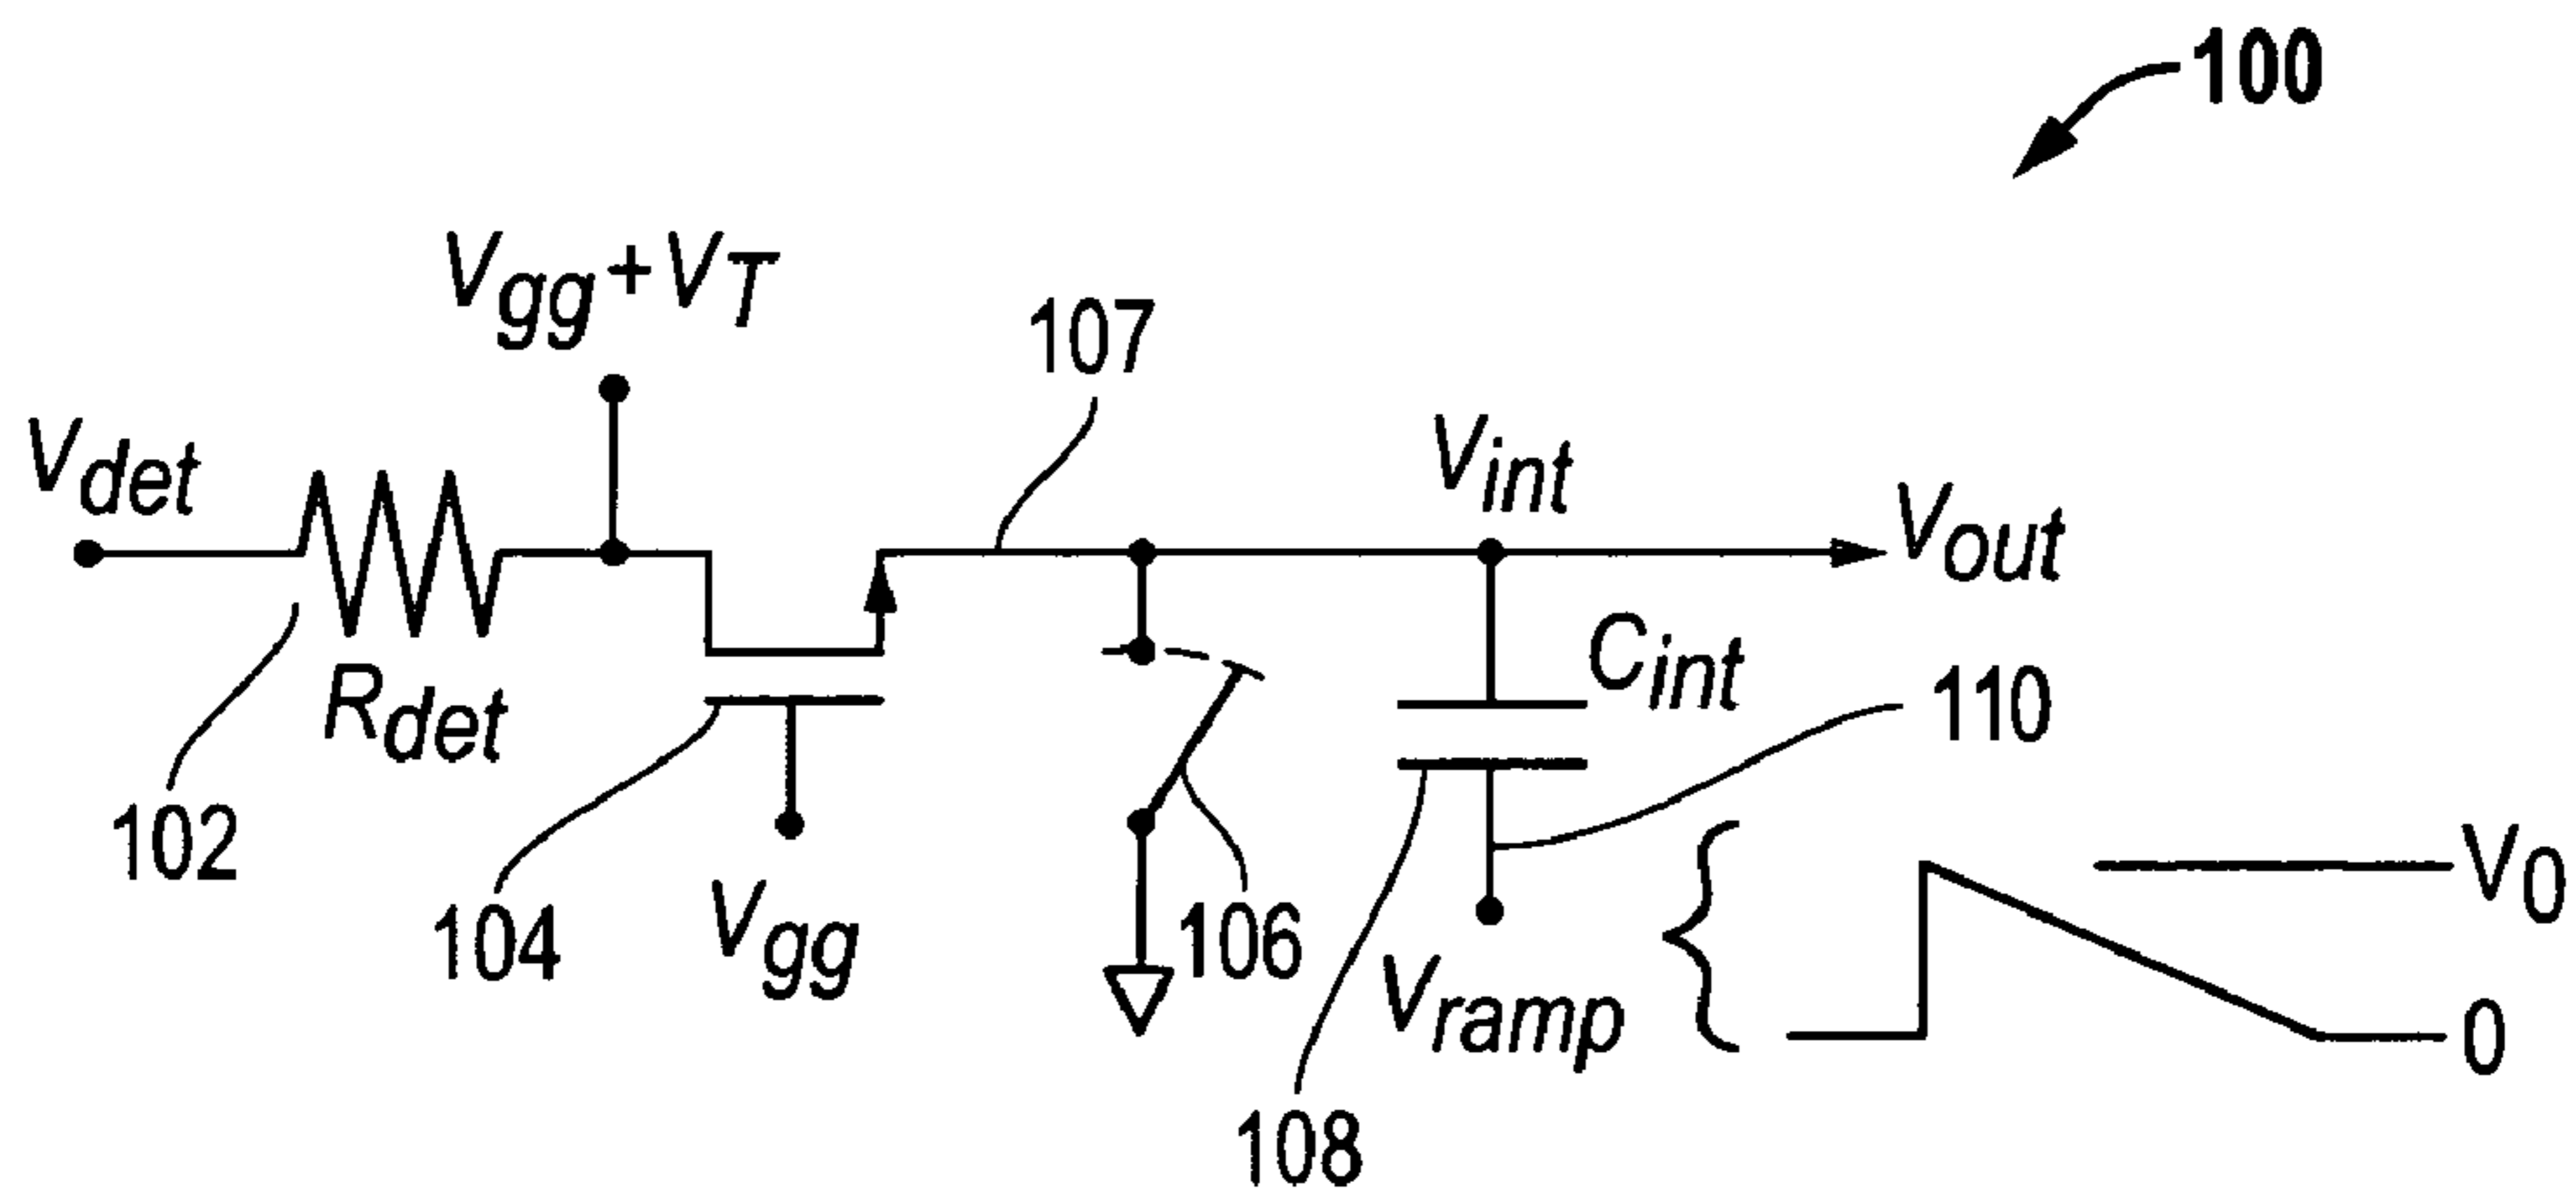 100
Vgg+VT
107
Vdet
Vint
Vout
Rdet
Cint
110
102
104
Vgg
106
Vramp
V0
0
108